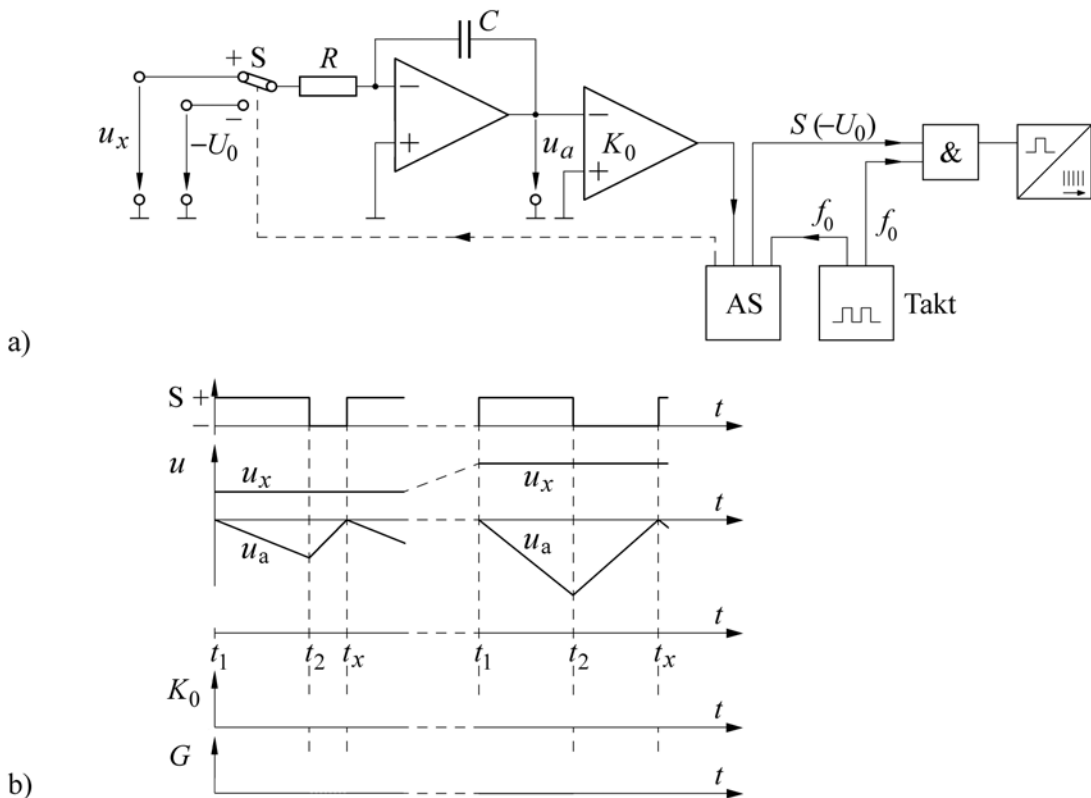 C
+ S
R
−
−
−
u_x
−U_0
+
u_a
K_0
+
S(−U_0)
&
f_0
f_0
AS
Takt
a)
S +
−
t
u
u_x
u_x
t
u_a
u_a
t
t_1
t_2
t_x
t_1
t_2
t_x
K_0
t
G
t
b)